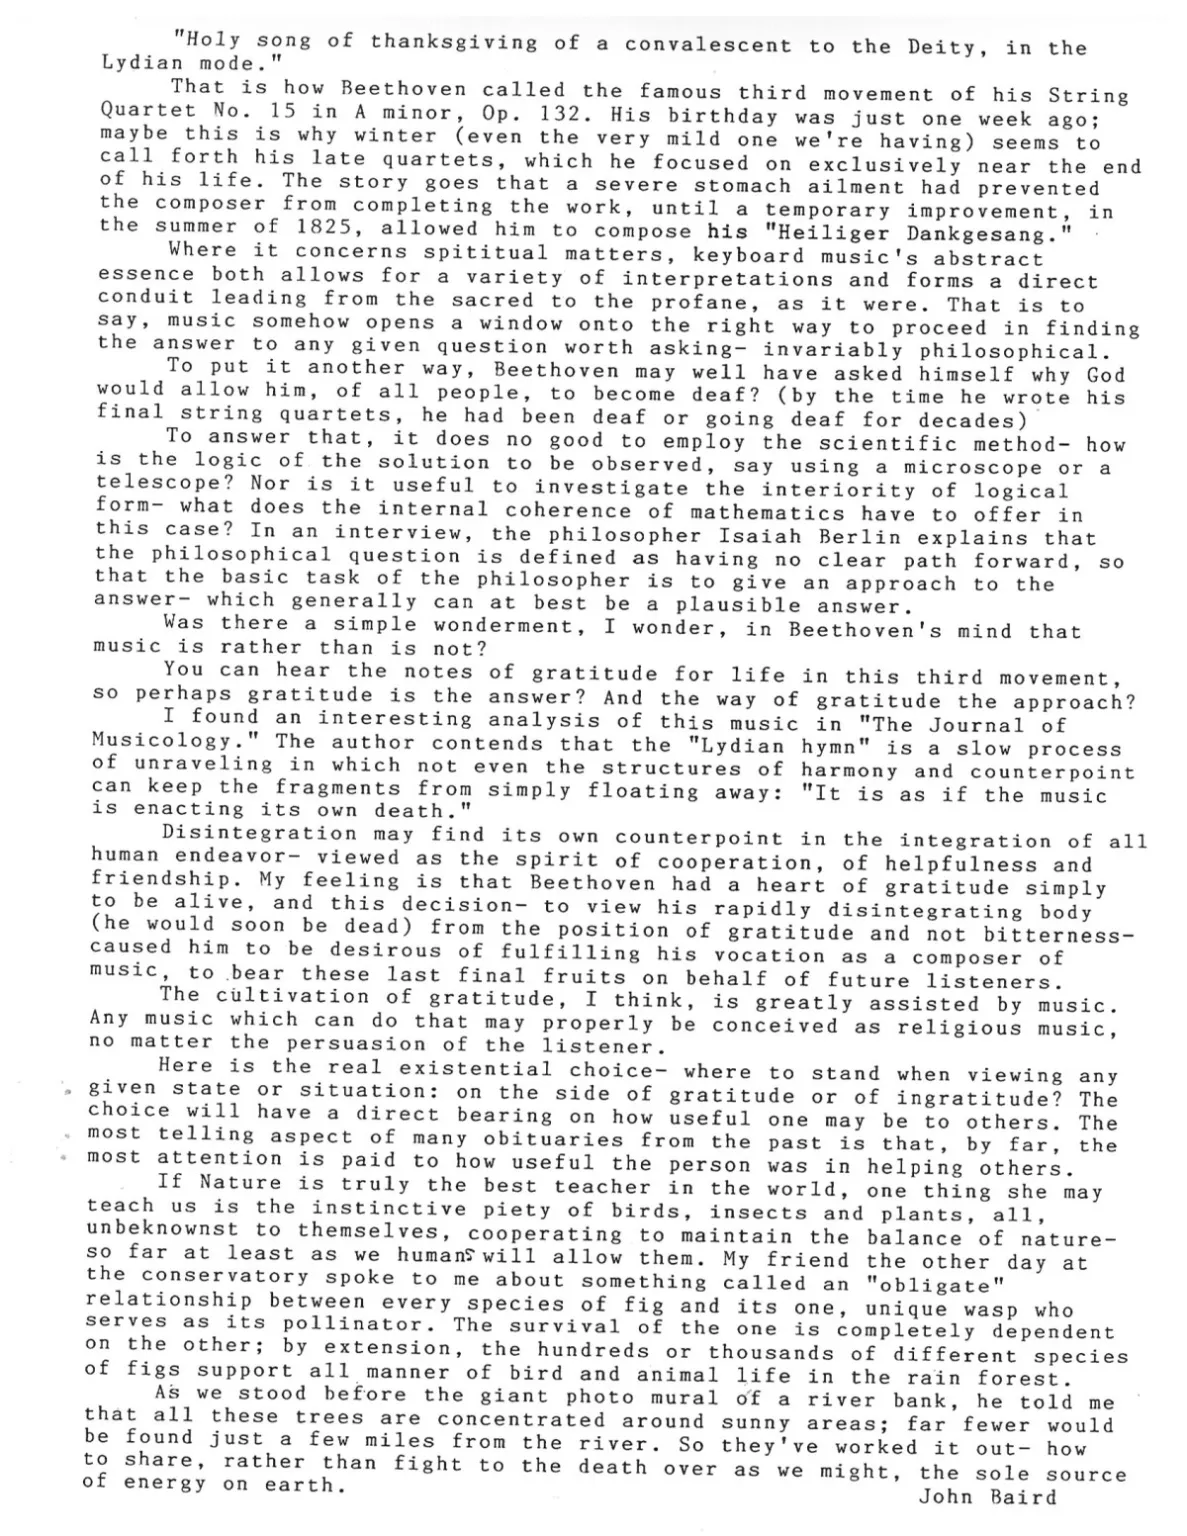 "Holy song of thanksgiving of a convalescent to the Deity, in the
Lydian mode."
That is how Beethoven called the famous third movement of his String
Quartet No. 15 in A minor, Op. 132. His birthday was just one week ago;
maybe this is why winter (even the very mild one we're having) seems to
call forth his late quartets, which he focused on exclusively near the end
of his life. The story goes that a severe stomach ailment had prevented
the composer from completing the work, until a temporary improvement, in
the summer of 1825, allowed him to compose his "Heiliger Dankgesang."
Where it concerns spititual matters, keyboard music's abstract
essence both allows for a variety of interpretations and forms a direct
conduit leading from the sacred to the profane, as it were. That is to
say, music somehow opens a window onto the right way to proceed in finding
the answer to any given question worth asking- invariably philosophical.
To put it another way, Beethoven may well have asked himself why God
would allow him, of all people, to become deaf? (by the time he wrote his
final string quartets, he had been deaf or going deaf for decades)
To answer that, it does no good to employ the scientific method- how
is the logic of the solution to be observed, say using a microscope or a
telescope? Nor is it useful to investigate the interiority of logical
form- what does the internal coherence of mathematics have to offer in
this case? In an interview, the philosopher Isaiah Berlin explains that
the philosophical question is defined as having no clear path forward, so
that the basic task of the philosopher is to give an approach to the
answer- which generally can at best be a plausible answer.
Was there a simple wonderment, I wonder, in Beethoven's mind that
music is rather than is not?
You can hear the notes of gratitude for life in this third movement,
so perhaps gratitude is the answer? And the way of gratitude the approach?
I found an interesting analysis of this music in "The Journal of
Musicology." The author contends that the "Lydian hymn" is a slow process
of unraveling in which not even the structures of harmony and counterpoint
can keep the fragments from simply floating away: "It is as if the music
is enacting its own death."
Disintegration may find its own counterpoint in the integration of all
human endeavor- viewed as the spirit of cooperation, of helpfulness and
friendship. My feeling is that Beethoven had a heart of gratitude simply
to be alive, and this decision- to view his rapidly disintegrating body
(he would soon be dead) from the position of gratitude and not bitterness-
caused him to be desirous of fulfilling his vocation as a composer of
music, to bear these last final fruits on behalf of future listeners.
The cultivation of gratitude, I think, is greatly assisted by music.
Any music which can do that may properly be conceived as religious music,
no matter the persuasion of the listener.
Here is the real existential choice- where to stand when viewing any
given state or situation: on the side of gratitude or of ingratitude? The
choice will have a direct bearing on how useful one may be to others. The
most telling aspect of many obituaries from the past is that, by far, the
most attention is paid to how useful the person was in helping others.
If Nature is truly the best teacher in the world, one thing she may
teach us is the instinctive piety of birds, insects and plants, all,
unbeknownst to themselves, cooperating to maintain the balance of nature-
so far at least as we humans will allow them. My friend the other day at
the conservatory spoke to me about something called an "obligate"
relationship between every species of fig and its one, unique wasp who
serves as its pollinator. The survival of the one is completely dependent
on the other; by extension, the hundreds or thousands of different species
of figs support all manner of bird and animal life in the rain forest.
As we stood before the giant photo mural of a river bank, he told me
that all these trees are concentrated around sunny areas; far fewer would
be found just a few miles from the river. So they've worked it out- how
to share, rather than fight to the death over as we might, the sole source
of energy on earth.
John Baird